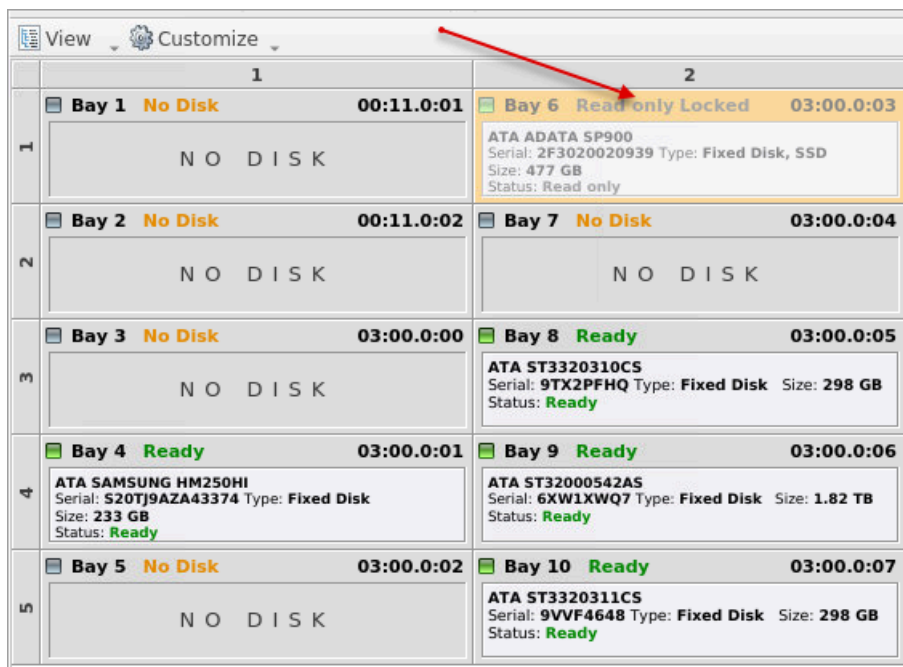 View Customize
1 2
1
Bay 1 No Disk 00:11.0:01
NO DISK
Bay 6 Read only Locked 03:00.0:03
ATA ADATA SP900
Serial: 2F3020020939 Type: Fixed Disk, SSD
Size: 477 GB
Status: Read only
2
Bay 2 No Disk 00:11.0:02
NO DISK
Bay 7 No Disk 03:00.0:04
NO DISK
3
Bay 3 No Disk 03:00.0:00
NO DISK
Bay 8 Ready 03:00.0:05
ATA ST3320310CS
Serial: 9TX2PFHQ Type: Fixed Disk Size: 298 GB
Status: Ready
4
Bay 4 Ready 03:00.0:01
ATA SAMSUNG HM250HI
Serial: S20TJ9AZA43374 Type: Fixed Disk
Size: 233 GB
Status: Ready
Bay 9 Ready 03:00.0:06
ATA ST32000542AS
Serial: 6XW1XWQ7 Type: Fixed Disk Size: 1.82 TB
Status: Ready
5
Bay 5 No Disk 03:00.0:02
NO DISK
Bay 10 Ready 03:00.0:07
ATA ST3320311CS
Serial: 9VVF4648 Type: Fixed Disk Size: 298 GB
Status: Ready